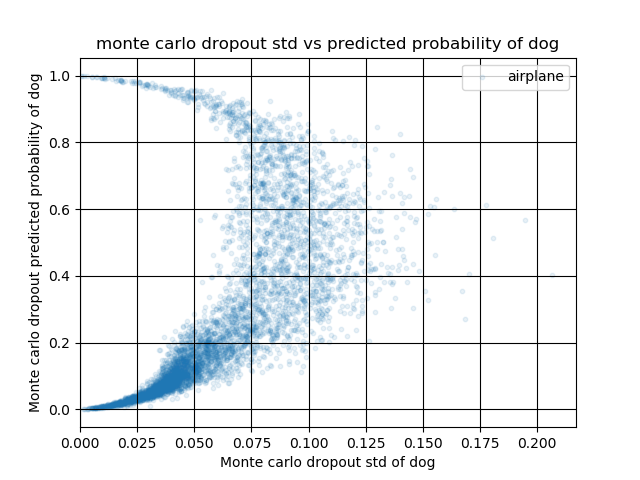 monte carlo dropout std vs predicted probability of dog
airplane
Monte carlo dropout predicted probability of dog
1.0
0.8
0.6
0.4
0.2
0.0
0.000 0.025 0.050 0.075 0.100 0.125 0.150 0.175 0.200
Monte carlo dropout std of dog